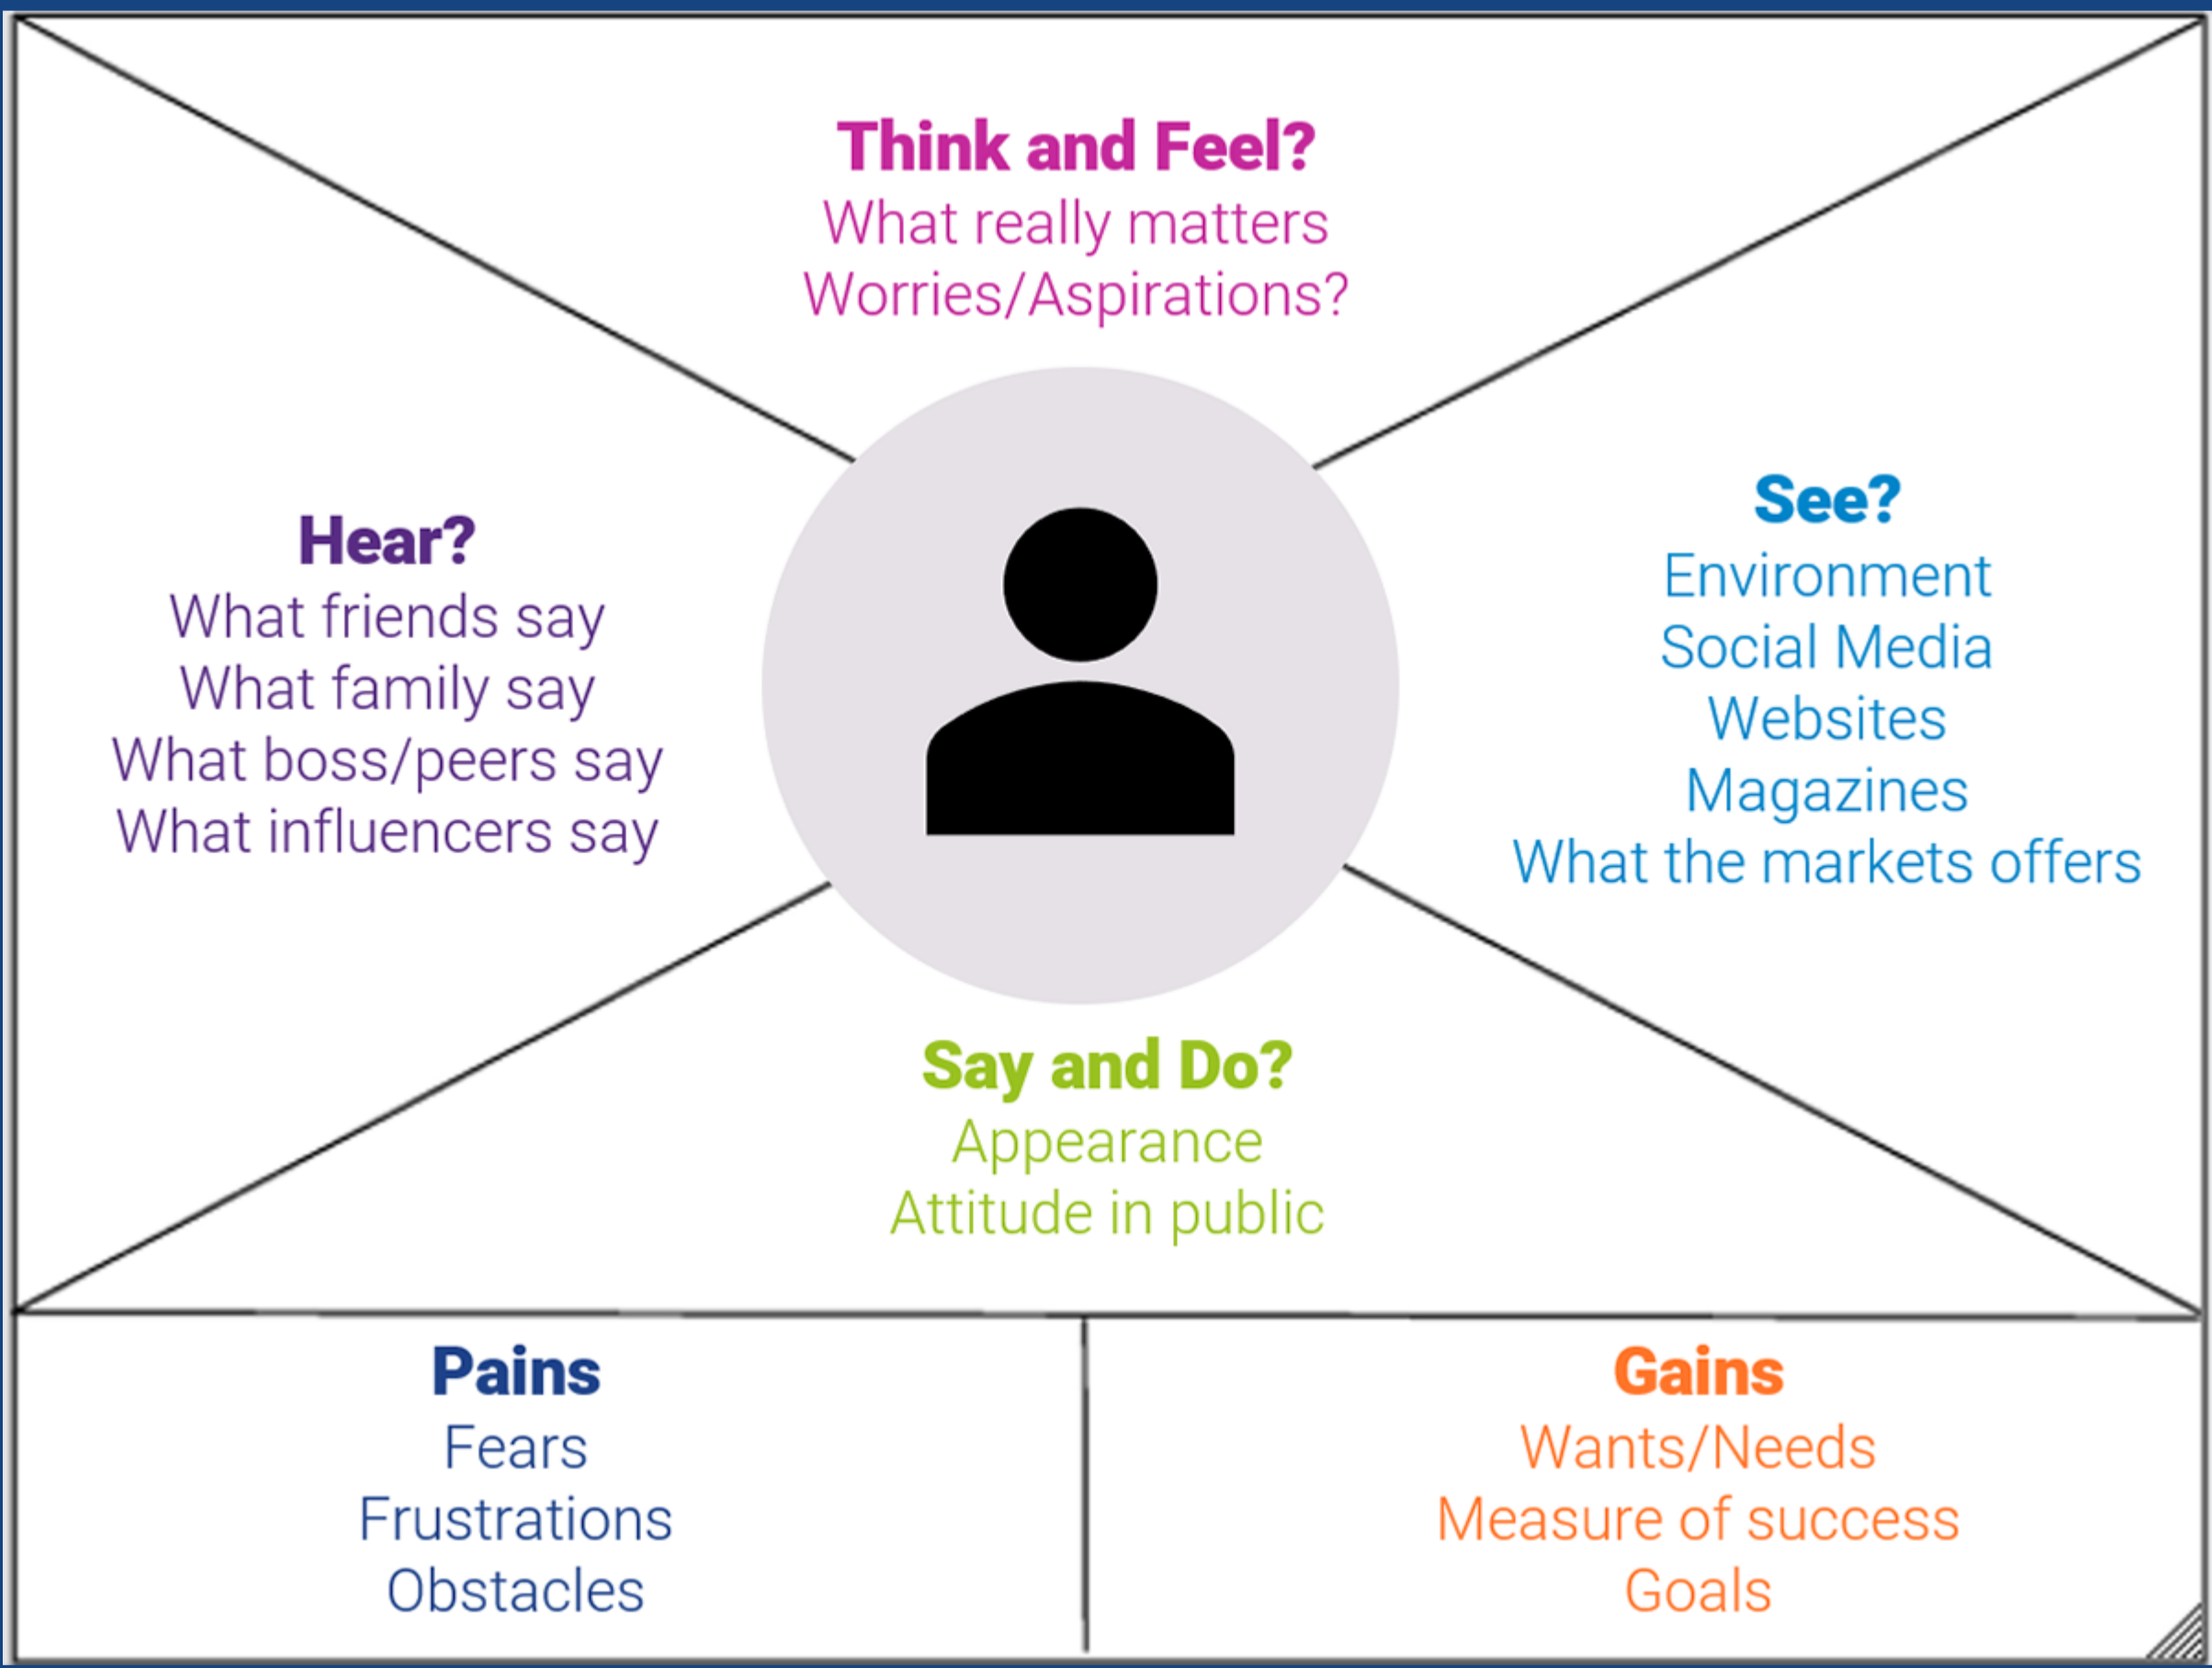 Think and Feel?
What really matters
Worries/Aspirations?
Hear?
What friends say
What family say
What boss/peers say
What influencers say
See?
Environment
Social Media
Websites
Magazines
What the markets offers
Say and Do?
Appearance
Attitude in public
Pains
Fears
Frustrations
Obstacles
Gains
Wants/Needs
Measure of success
Goals